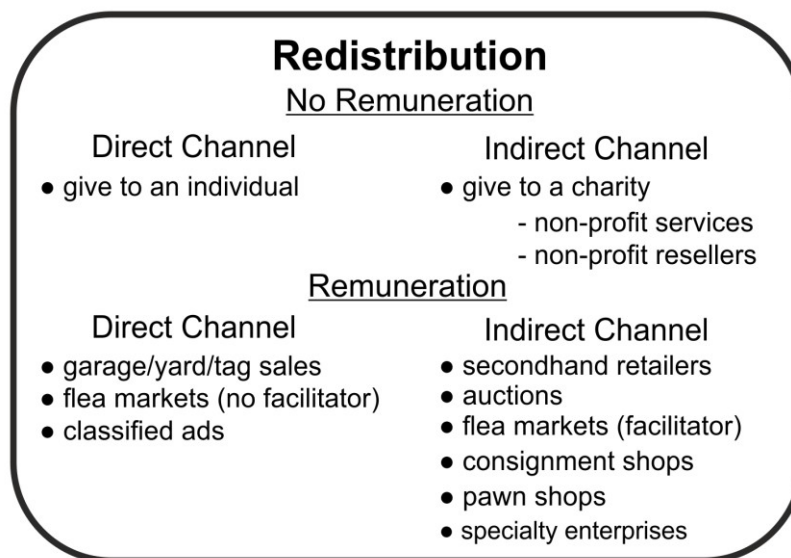 Redistribution
No Remuneration
Direct Channel
● give to an individual
Indirect Channel
● give to a charity
- non-profit services
- non-profit resellers
Remuneration
Direct Channel
● garage/yard/tag sales
● flea markets (no facilitator)
● classified ads
Indirect Channel
● secondhand retailers
● auctions
● flea markets (facilitator)
● consignment shops
● pawn shops
● specialty enterprises